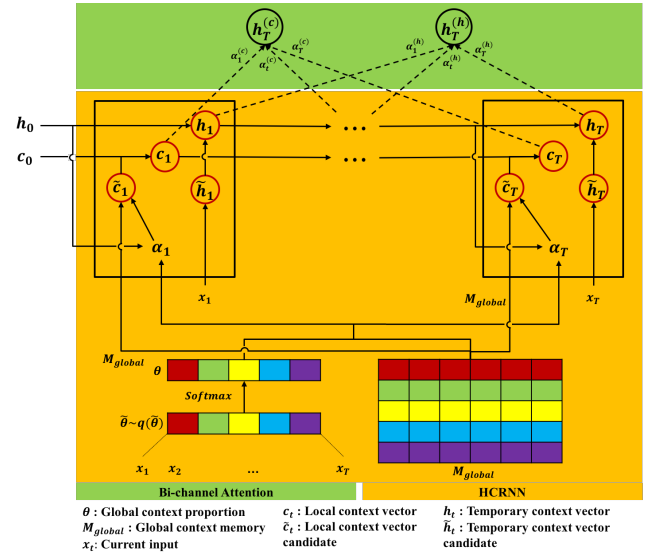 h_T^(c) h_T^(h)
α_1^(c) α_t^(c) α_T^(c) α_1^(h) α_t^(h) α_T^(h)
h_0 h_1 ... h_T
c_0 c_1 ... c_T
c̃_1 h̃_1 c̃_T h̃_T
α_1 α_T
x_1 M_global x_T
M_global
θ
Softmax
θ̃~q(θ̃)
x_1 x_2 ... x_T M_global
Bi-channel Attention HCRNN
θ : Global context proportion c_t : Local context vector h_t : Temporary context vector
M_global : Global context memory c̃_t : Local context vector h̃_t : Temporary context vector
x_t: Current input candidate candidate